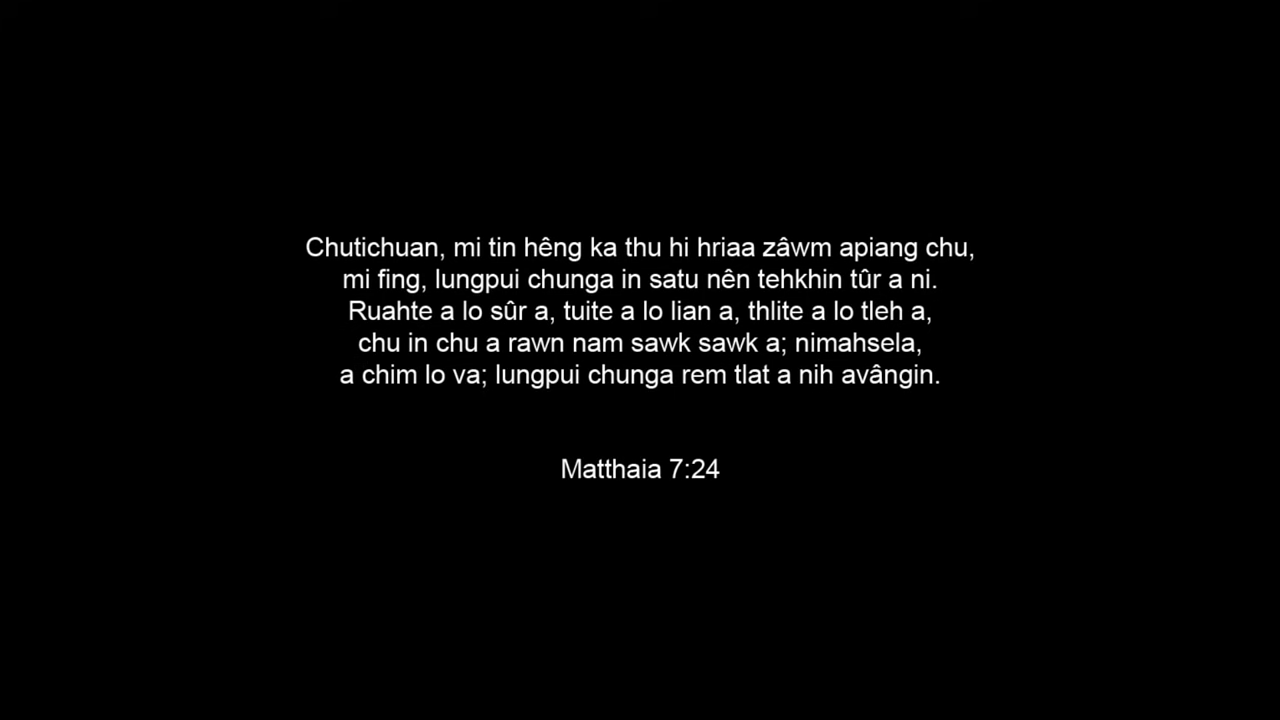 Chutichuan, mi tin hêng ka thu hi hriaa zâwm apiang chu,
mi fing, lungpui chunga in satu nên tehkhin tûr a ni.
Ruahte a lo sûr a, tuite a lo lian a, thlite a lo tleh a,
chu in chu a rawn nam sawk sawk a; nimahsela,
a chim lo va; lungpui chunga rem tlat a nih avângin.
Matthaia 7:24